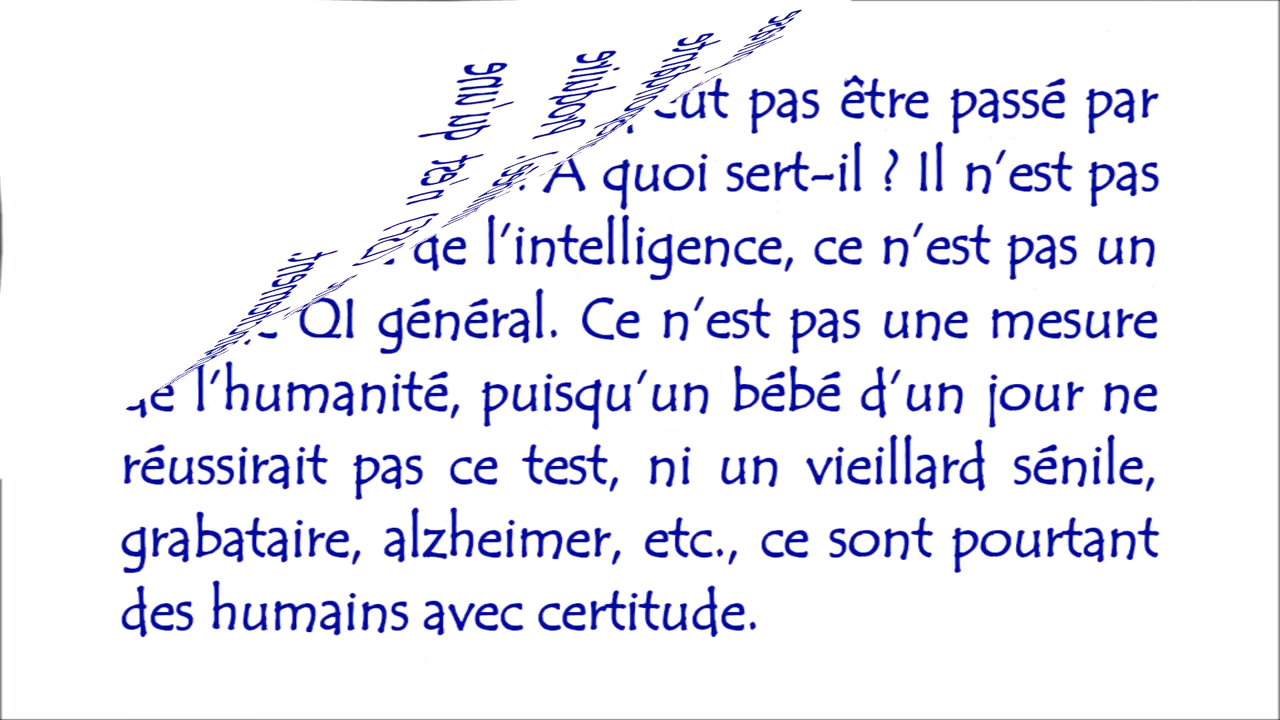 pas être passé par
A quoi sert-il ? Il n'est pas
de l'intelligence, ce n'est pas un
QI général. Ce n'est pas une mesure
de l'humanité, puisqu'un bébé d'un jour ne
réussirait pas ce test, ni un vieillard sénile,
grabataire, alzheimer, etc., ce sont pourtant
des humains avec certitude.